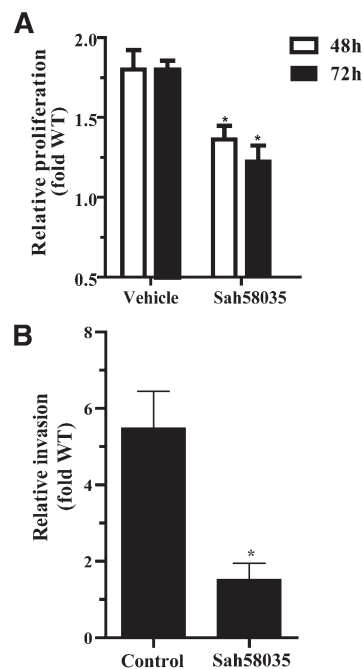 A
Relative proliferation
(fold WT)
2.0
1.5
1.0
0.5
48h
72h
*
*
Vehicle
Sah58035
B
Relative invasion
(fold WT)
8
6
4
2
0
*
Control
Sah58035